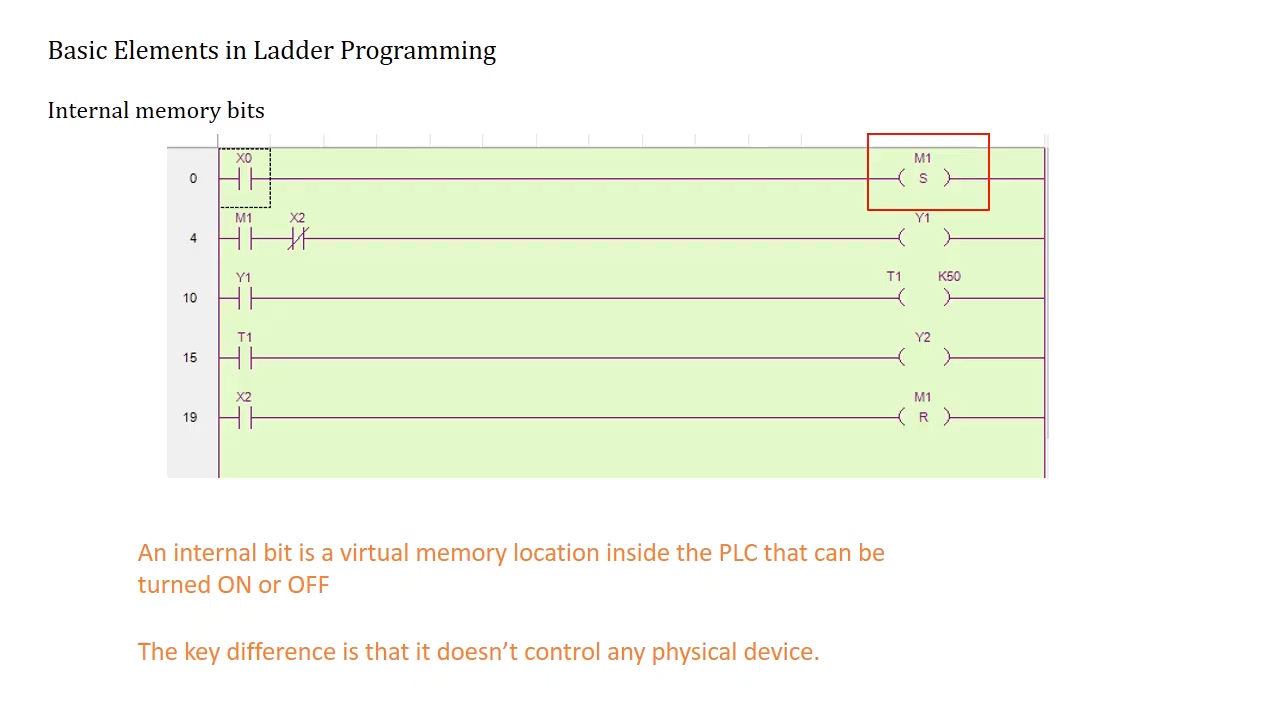 Basic Elements in Ladder Programming
Internal memory bits
X0 M1
0 S
M1 X2 Y1
4
Y1 T1 K50
10
T1 Y2
15
X2 M1
19 R
An internal bit is a virtual memory location inside the PLC that can be
turned ON or OFF
The key difference is that it doesn’t control any physical device.